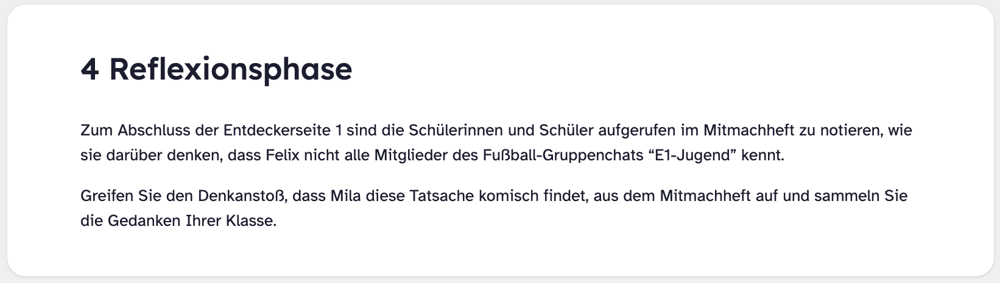 4 Reflexionsphase
Zum Abschluss der Entdeckerseite 1 sind die Schülerinnen und Schüler aufgerufen im Mitmachheft zu notieren, wie
sie darüber denken, dass Felix nicht alle Mitglieder des Fußball-Gruppenchats “E1-Jugend” kennt.
Greifen Sie den Denkanstoß, dass Mila diese Tatsache komisch findet, aus dem Mitmachheft auf und sammeln Sie
die Gedanken Ihrer Klasse.